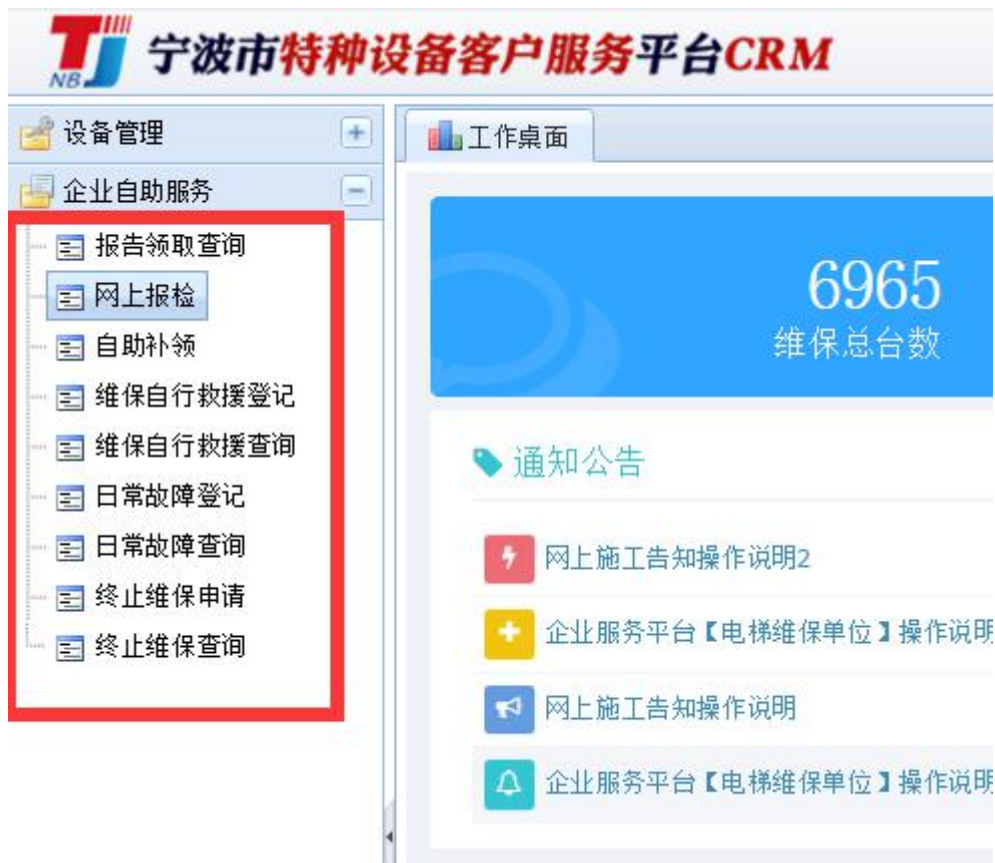 TJ
NB
宁波市特种设备客户服务平台CRM
设备管理
企业自助服务
报告领取查询
网上报检
自助补领
维保自行救援登记
维保自行救援查询
日常故障登记
日常故障查询
终止维保申请
终止维保查询
工作桌面
6965
维保总台数
通知公告
网上施工告知操作说明2
企业服务平台【电梯维保单位】操作说明
网上施工告知操作说明
企业服务平台【电梯维保单位】操作说明